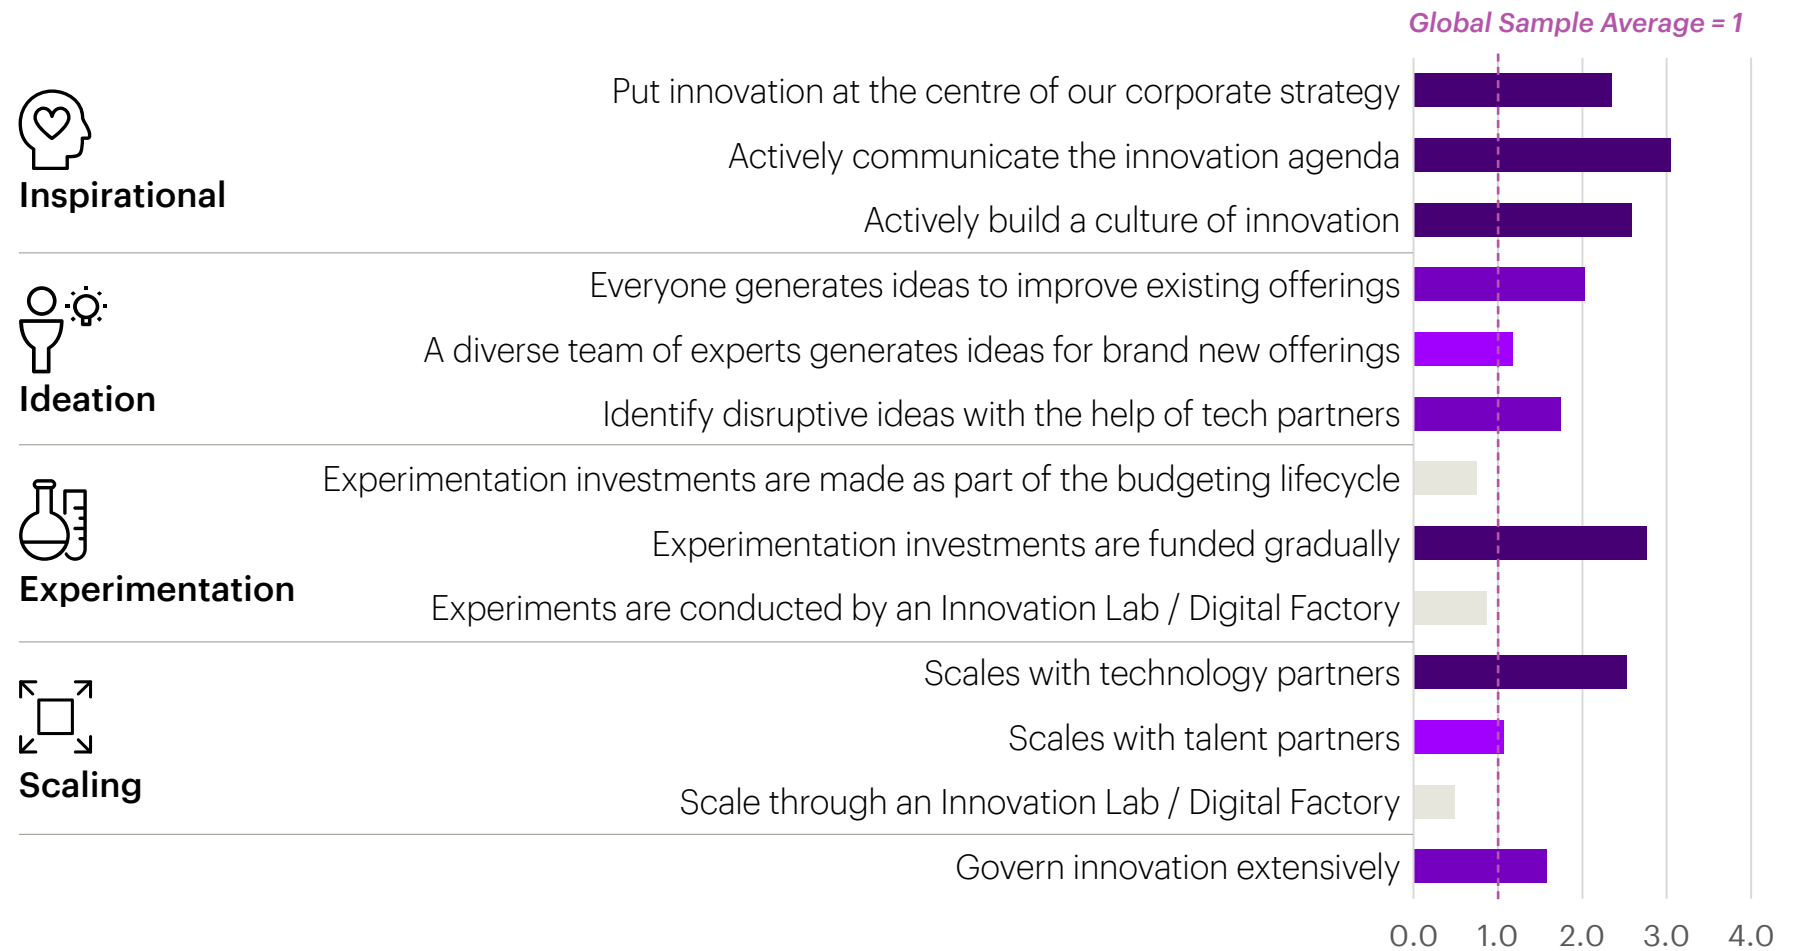 Global Sample Average = 1
Put innovation at the centre of our corporate strategy
Actively communicate the innovation agenda
Inspirational
Actively build a culture of innovation
Everyone generates ideas to improve existing offerings
A diverse team of experts generates ideas for brand new offerings
Ideation
Identify disruptive ideas with the help of tech partners
Experimentation investments are made as part of the budgeting lifecycle
Experimentation investments are funded gradually
Experimentation
Experiments are conducted by an Innovation Lab / Digital Factory
Scales with technology partners
Scales with talent partners
Scaling
Scale through an Innovation Lab / Digital Factory
Govern innovation extensively
0.0 1.0 2.0 3.0 4.0